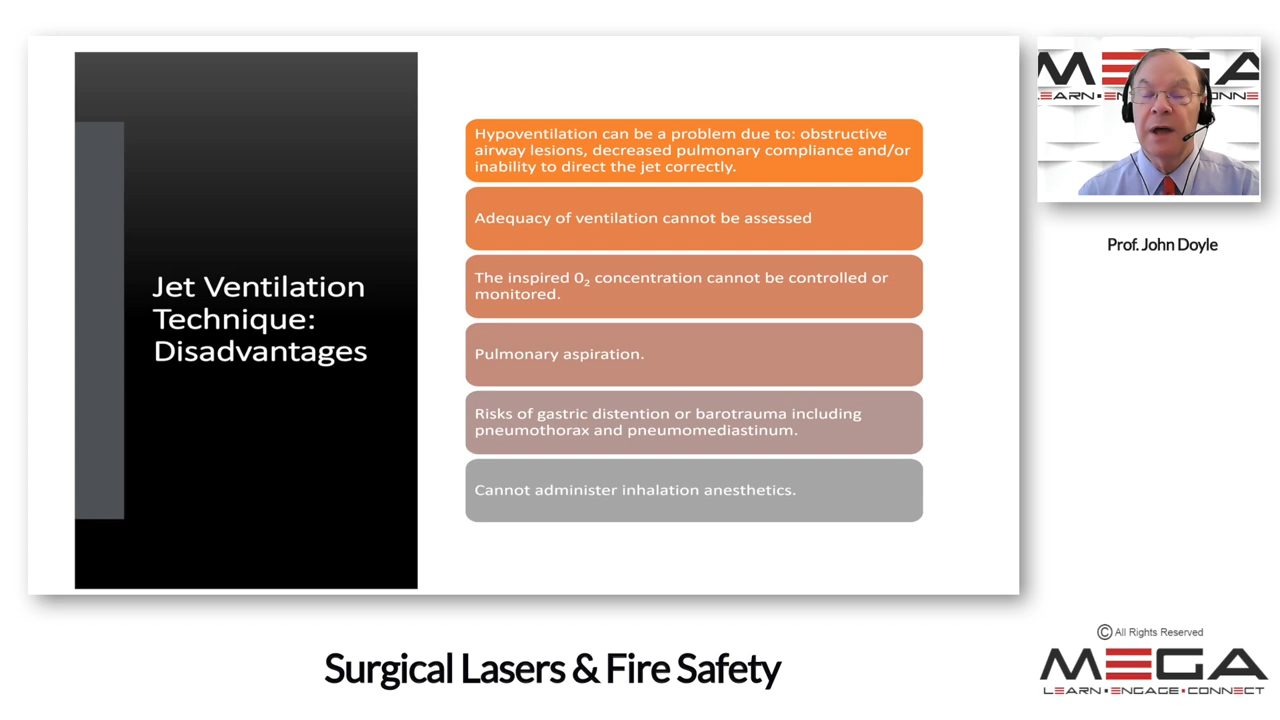 Jet Ventilation
Technique:
Disadvantages
Hypoventilation can be a problem due to: obstructive
airway lesions, decreased pulmonary compliance and/or
inability to direct the jet correctly.
Adequacy of ventilation cannot be assessed
The inspired 0₂ concentration cannot be controlled or
monitored.
Pulmonary aspiration.
Risks of gastric distention or barotrauma including
pneumothorax and pneumomediastinum.
Cannot administer inhalation anesthetics.
Prof. John Doyle
Surgical Lasers & Fire Safety
© All Rights Reserved
MEGA
LEARN • ENGAGE • CONNECT